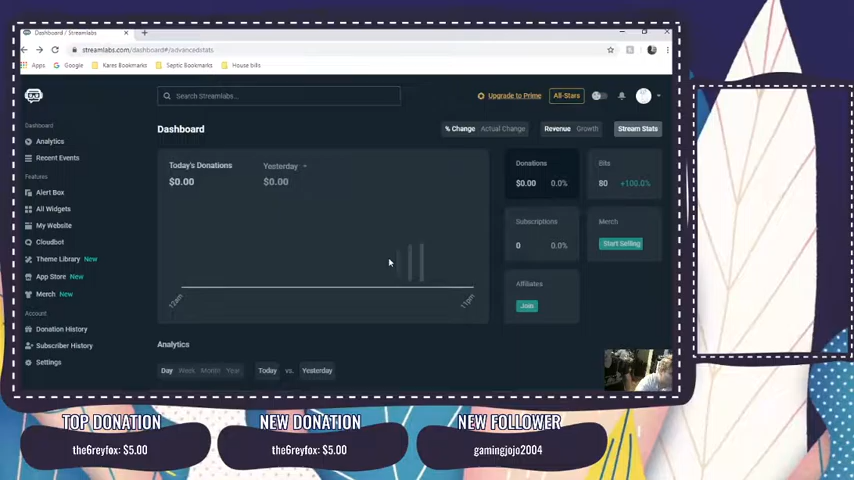 Dashboard / Streamlabs
streamlabs.com/dashboard#/advancedstats
Apps
Google
Kares Bookmarks
Septic Bookmarks
House bills
Search Streamlabs...
Upgrade to Prime
All-Stars
Dashboard
Analytics
Recent Events
Features
Alert Box
All Widgets
My Website
Cloudbot
Theme Library New
App Store New
Merch New
Account
Donation History
Subscriber History
Settings
Dashboard
% Change Actual Change
Revenue Growth
Stream Stats
Today's Donations
$0.00
Yesterday
$0.00
12am
11pm
Donations
$0.00 0.0%
Bits
80 +100.0%
Subscriptions
0 0.0%
Merch
Start Selling
Affiliates
Join
Analytics
Day Week Month Year
Today vs. Yesterday
TOP DONATION
the6reyfox: $5.00
NEW DONATION
the6reyfox: $5.00
NEW FOLLOWER
gamingjojo2004